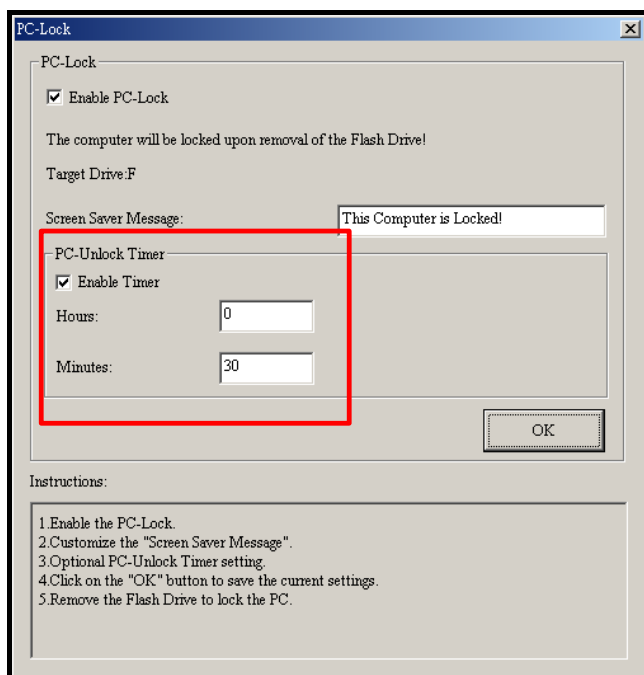 PC-Lock
PC-Lock
Enable PC-Lock
The computer will be locked upon removal of the Flash Drive!
Target Drive:F
Screen Saver Message: This Computer is Locked!
PC-Unlock Timer
Enable Timer
Hours: 0
Minutes: 30
OK
Instructions:
1.Enable the PC-Lock.
2.Customize the "Screen Saver Message".
3.Optional PC-Unlock Timer setting.
4.Click on the "OK" button to save the current settings.
5.Remove the Flash Drive to lock the PC.